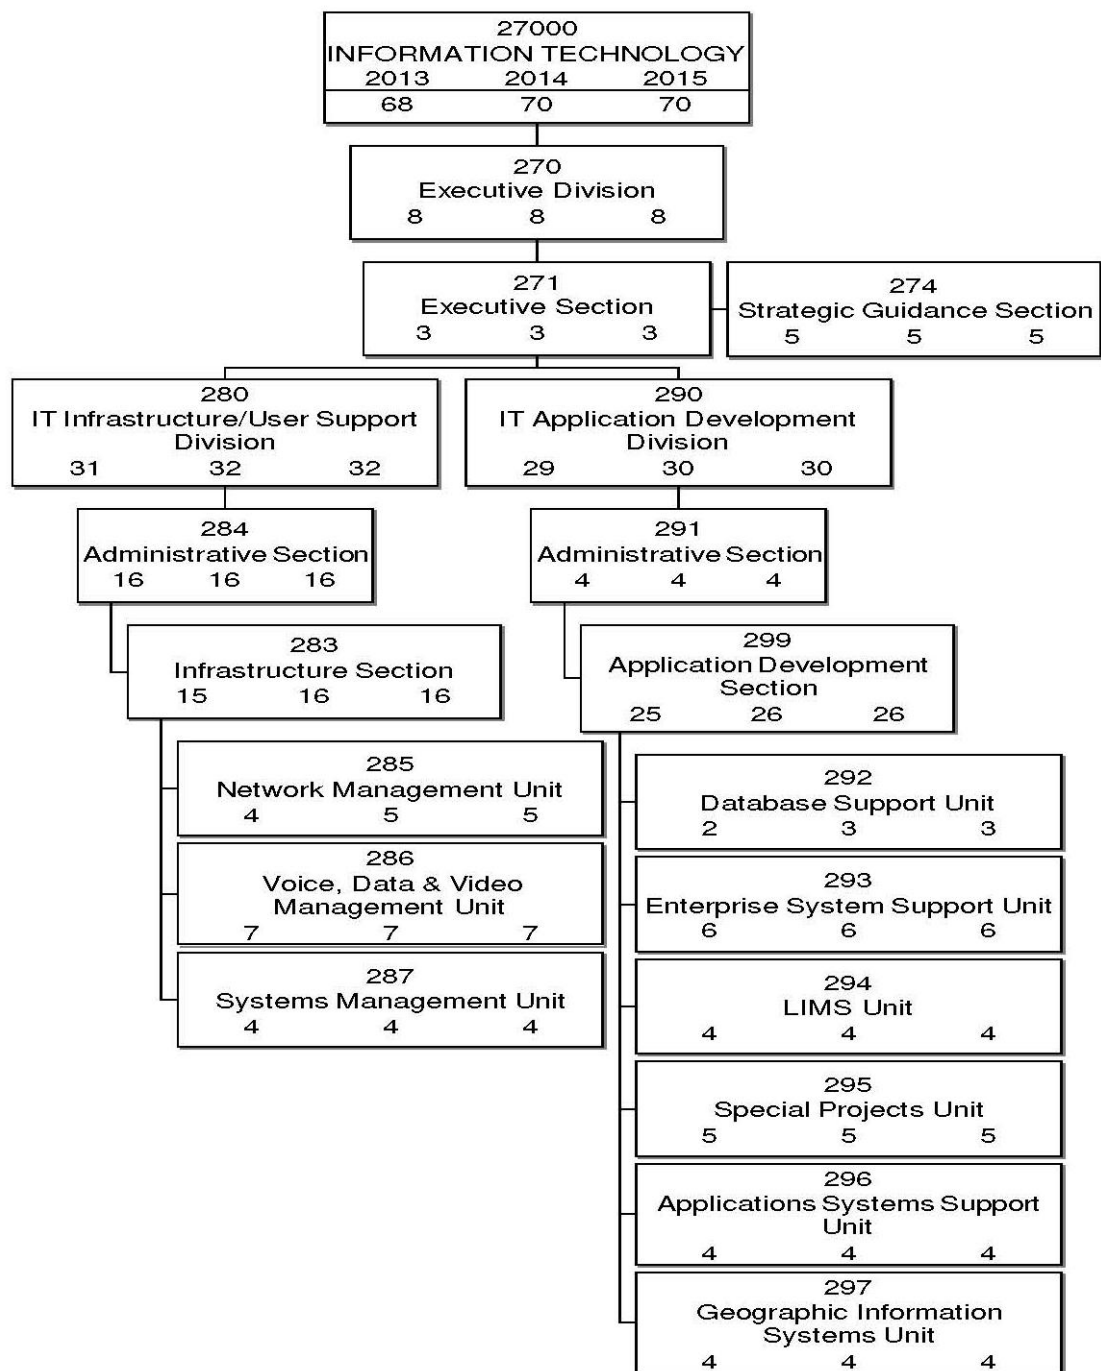 27000
INFORMATION TECHNOLOGY
2013 2014 2015
68 70 70
270
Executive Division
8 8 8
271
Executive Section
3 3 3
274
Strategic Guidance Section
5 5 5
280
IT Infrastructure/User Support
Division
31 32 32
290
IT Application Development
Division
29 30 30
284
Administrative Section
16 16 16
291
Administrative Section
4 4 4
283
Infrastructure Section
15 16 16
299
Application Development
Section
25 26 26
285
Network Management Unit
4 5 5
286
Voice, Data & Video
Management Unit
7 7 7
287
Systems Management Unit
4 4 4
292
Database Support Unit
2 3 3
293
Enterprise System Support Unit
6 6 6
294
LIMS Unit
4 4 4
295
Special Projects Unit
5 5 5
296
Applications Systems Support
Unit
4 4 4
297
Geographic Information
Systems Unit
4 4 4